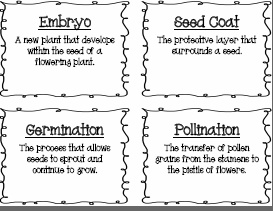 Embryo
A new plant that develops
within the seed of a
flowering plant.
Seed Coat
The protective layer that
surrounds a seed.
Germination
The process that allows
seeds to sprout and
continue to grow.
Pollination
The transfer of pollen
grains from the stamens to
the pistils of flowers.